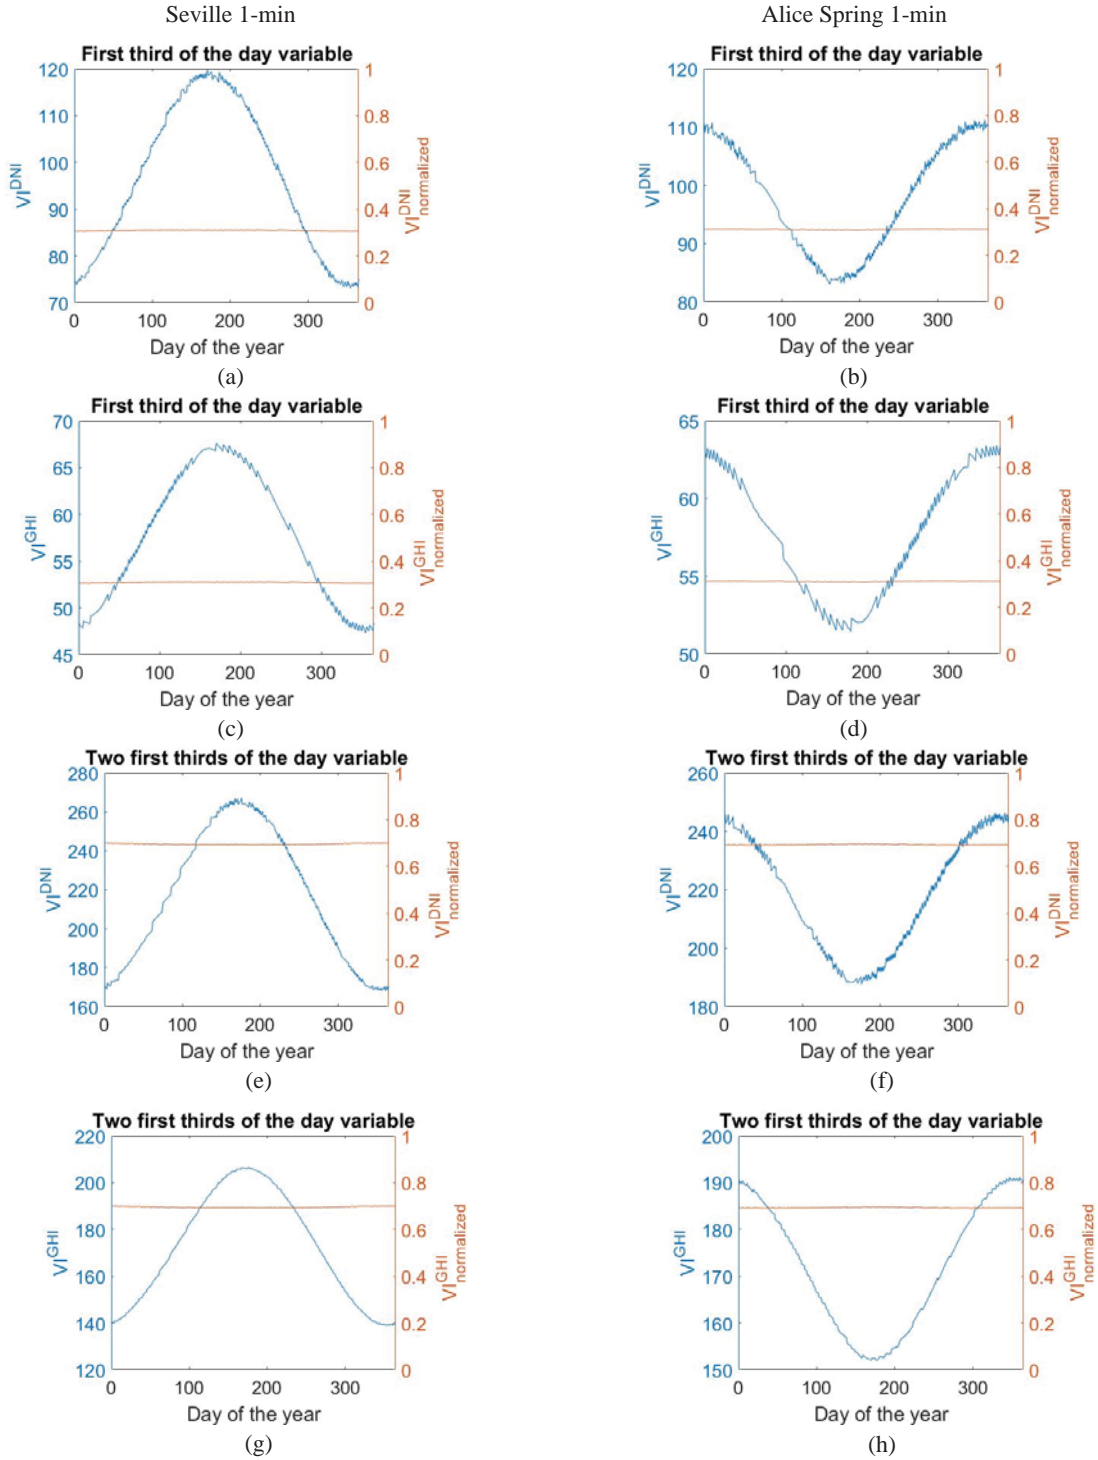 Seville 1-min
Alice Spring 1-min
First third of the day variable
120
110
100
90
80
70
VI^DNI
1
0.8
0.6
0.4
0.2
0
VI^DNI_normalized
0 100 200 300
Day of the year
(a)
First third of the day variable
120
110
100
90
80
VI^DNI
1
0.8
0.6
0.4
0.2
0
VI^DNI_normalized
0 100 200 300
Day of the year
(b)
First third of the day variable
70
65
60
55
50
45
VI^GHI
1
0.8
0.6
0.4
0.2
0
VI^GHI_normalized
0 100 200 300
Day of the year
(c)
First third of the day variable
65
60
55
50
VI^GHI
1
0.8
0.6
0.4
0.2
0
VI^GHI_normalized
0 100 200 300
Day of the year
(d)
Two first thirds of the day variable
280
260
240
220
200
180
160
VI^DNI
1
0.8
0.6
0.4
0.2
0
VI^DNI_normalized
0 100 200 300
Day of the year
(e)
Two first thirds of the day variable
260
240
220
200
180
VI^DNI
1
0.8
0.6
0.4
0.2
0
VI^DNI_normalized
0 100 200 300
Day of the year
(f)
Two first thirds of the day variable
220
200
180
160
140
120
VI^GHI
1
0.8
0.6
0.4
0.2
0
VI^GHI_normalized
0 100 200 300
Day of the year
(g)
Two first thirds of the day variable
200
190
180
170
160
150
VI^GHI
1
0.8
0.6
0.4
0.2
0
VI^GHI_normalized
0 100 200 300
Day of the year
(h)